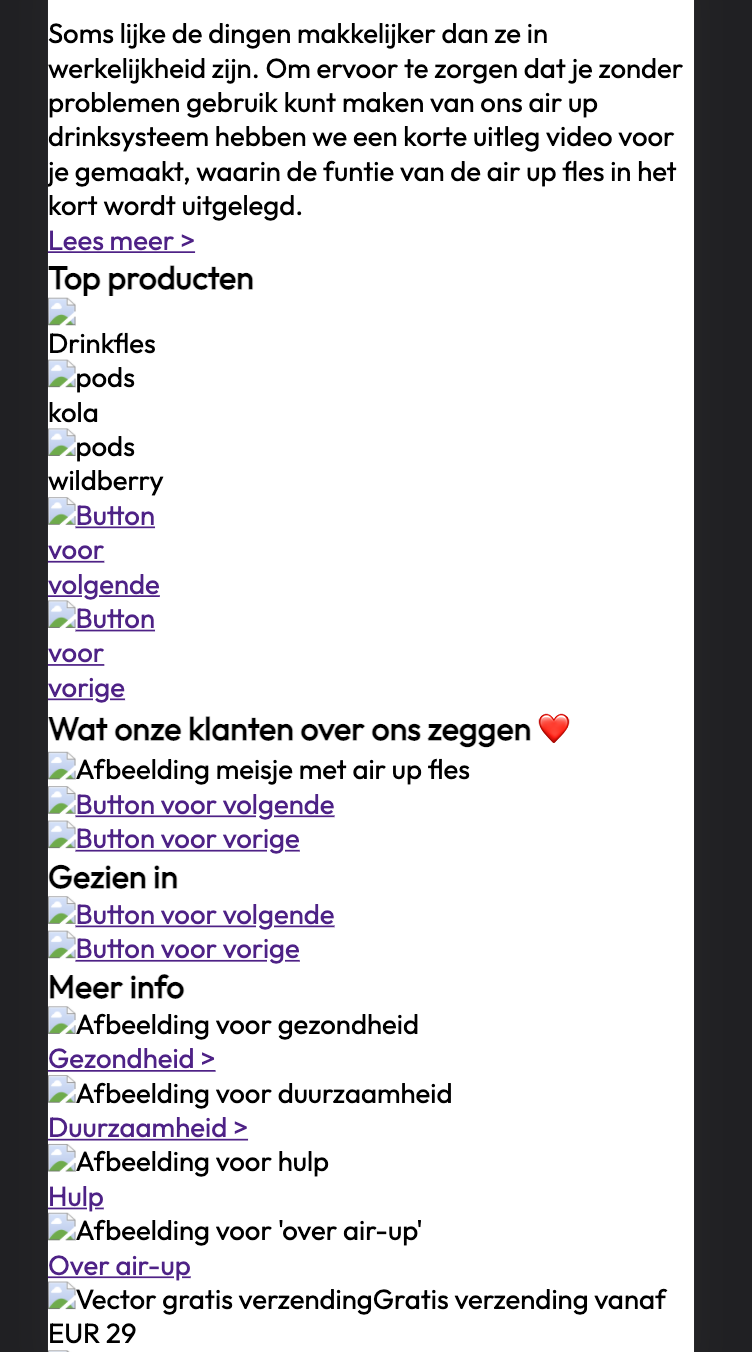 Soms lijke de dingen makkelijker dan ze in
werkelijkheid zijn. Om ervoor te zorgen dat je zonder
problemen gebruik kunt maken van ons air up
drinksysteem hebben we een korte uitleg video voor
je gemaakt, waarin de funtie van de air up fles in het
kort wordt uitgelegd.
Lees meer >
Top producten
Drinkfles
pods
kola
pods
wildberry
Button
voor
volgende
Button
voor
vorige
Wat onze klanten over ons zeggen ❤️
Afbeelding meisje met air up fles
Button voor volgende
Button voor vorige
Gezien in
Button voor volgende
Button voor vorige
Meer info
Afbeelding voor gezondheid
Gezondheid >
Afbeelding voor duurzaamheid
Duurzaamheid >
Afbeelding voor hulp
Hulp
Afbeelding voor 'over air-up'
Over air-up
Vector gratis verzendingGratis verzending vanaf
EUR 29